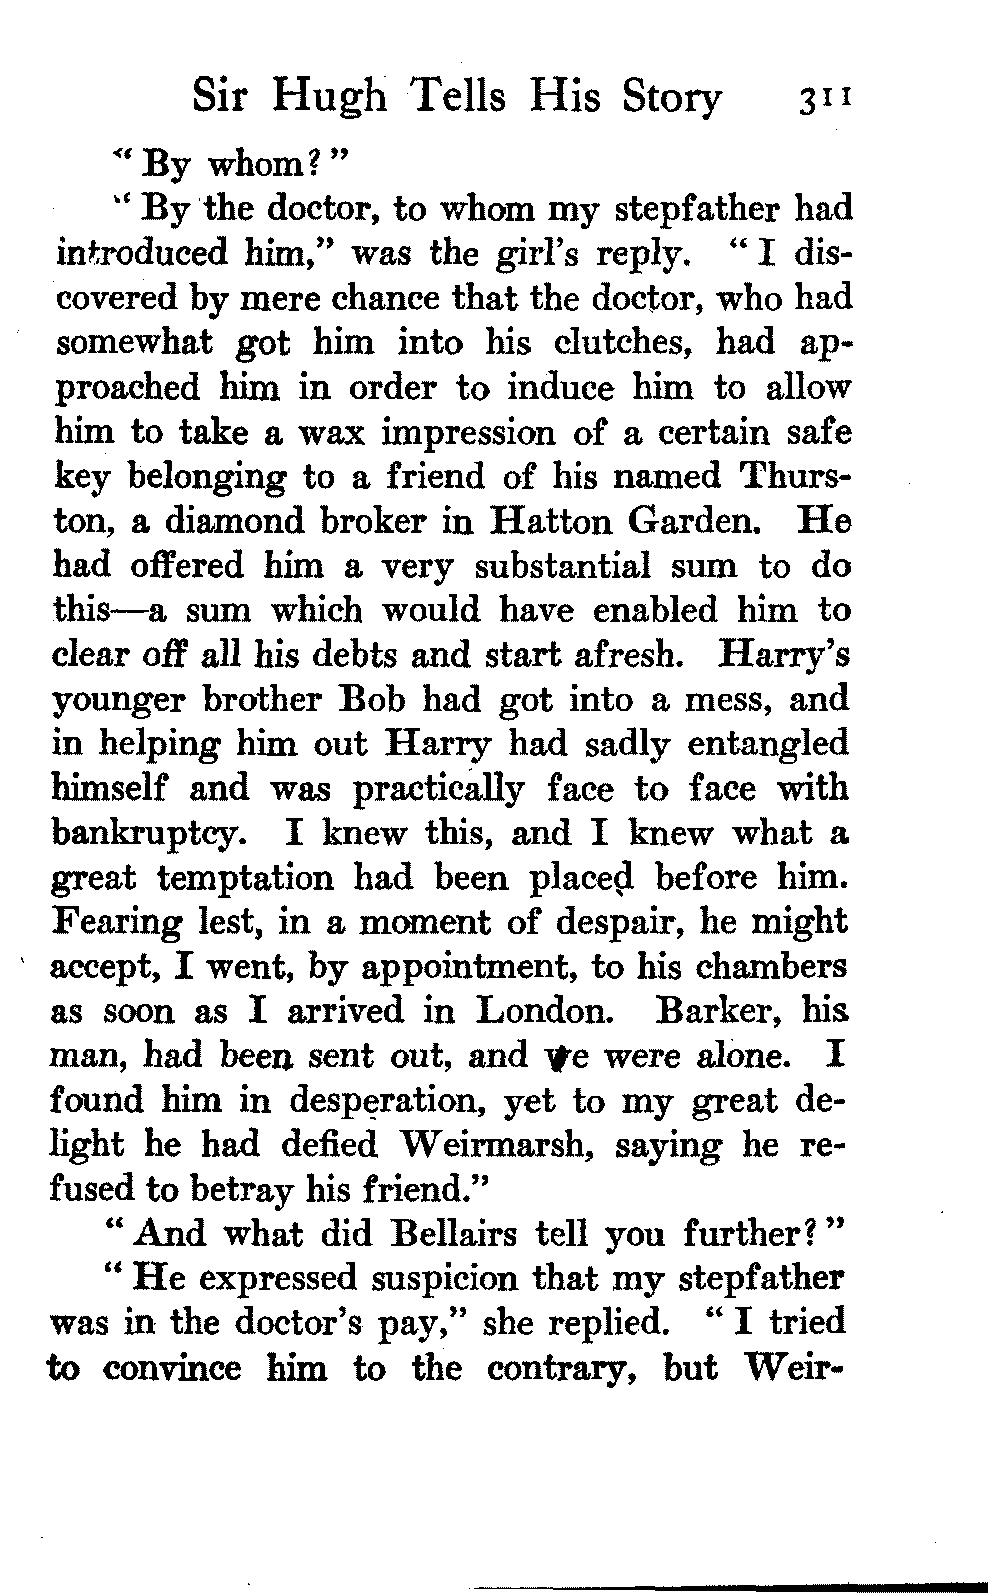 Sir Hugh Tells His Story 311
"By whom?"
"By the doctor, to whom my stepfather had
introduced him," was the girl's reply. "I dis-
covered by mere chance that the doctor, who had
somewhat got him into his clutches, had ap-
proached him in order to induce him to allow
him to take a wax impression of a certain safe
key belonging to a friend of his named Thurs-
ton, a diamond broker in Hatton Garden. He
had offered him a very substantial sum to do
this—a sum which would have enabled him to
clear off all his debts and start afresh. Harry's
younger brother Bob had got into a mess, and
in helping him out Harry had sadly entangled
himself and was practically face to face with
bankruptcy. I knew this, and I knew what a
great temptation had been placed before him.
Fearing lest, in a moment of despair, he might
accept, I went, by appointment, to his chambers
as soon as I arrived in London. Barker, his
man, had been sent out, and we were alone. I
found him in desperation, yet to my great de-
light he had defied Weirmarsh, saying he re-
fused to betray his friend."
"And what did Bellairs tell you further?"
"He expressed suspicion that my stepfather
was in the doctor's pay," she replied. "I tried
to convince him to the contrary, but Weir-